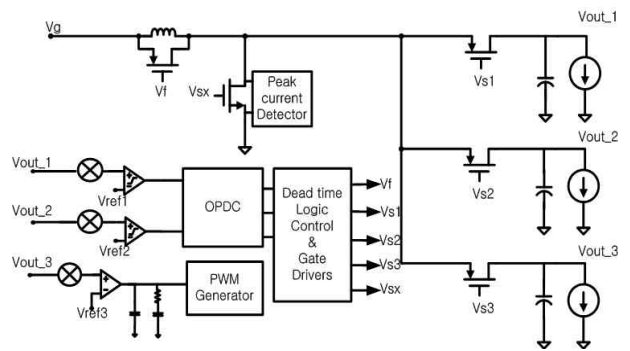 Vg
Vf
Vsx
Peak
current
Detector
Vs1
Vout_1
Vout_2
Vs2
Vout_3
Vs3
Vout_1
Vref1
Vout_2
Vref2
Vout_3
Vref3
OPDC
PWM
Generator
Dead time
Logic
Control
&
Gate
Drivers
Vf
Vs1
Vs2
Vs3
Vsx